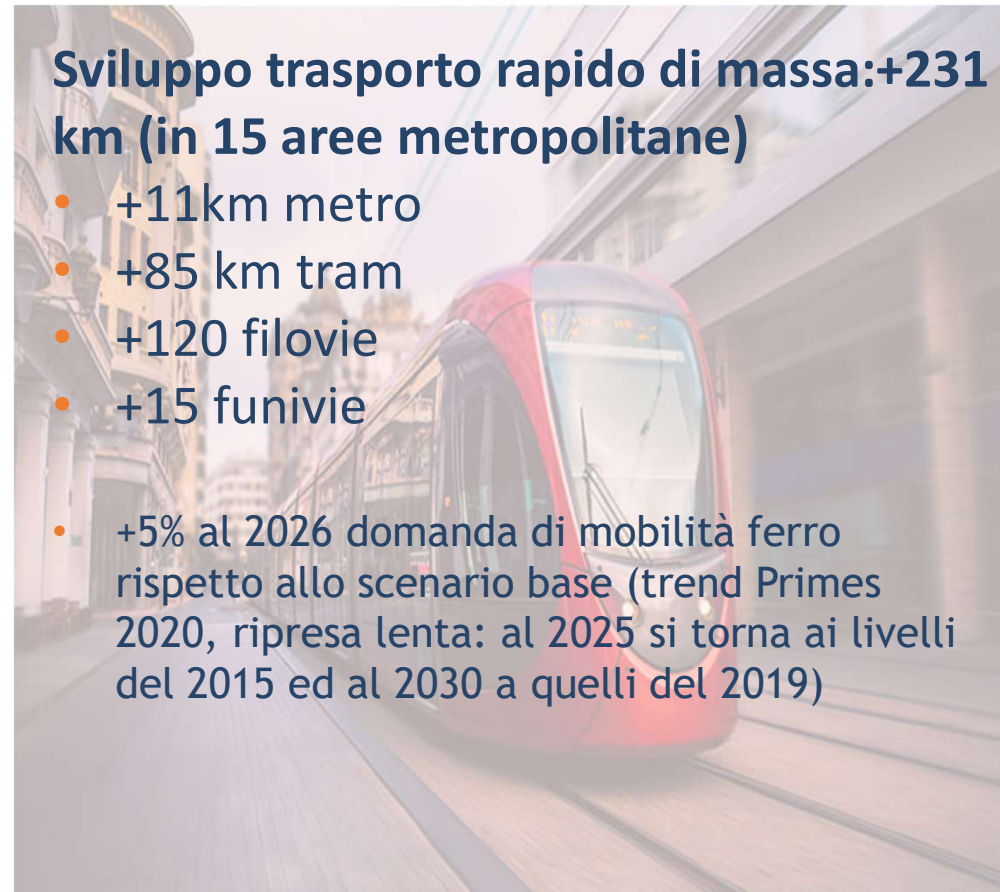 Sviluppo trasporto rapido di massa:+231
km (in 15 aree metropolitane)
• +11km metro
• +85 km tram
• +120 filovie
• +15 funivie
• +5% al 2026 domanda di mobilità ferro
rispetto allo scenario base (trend Primes
2020, ripresa lenta: al 2025 si torna ai livelli
del 2015 ed al 2030 a quelli del 2019)